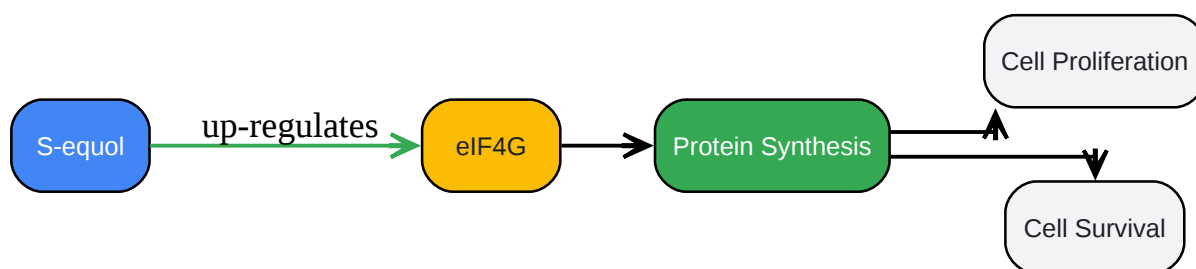 S-equol
up-regulates
eIF4G
Protein Synthesis
Cell Proliferation
Cell Survival